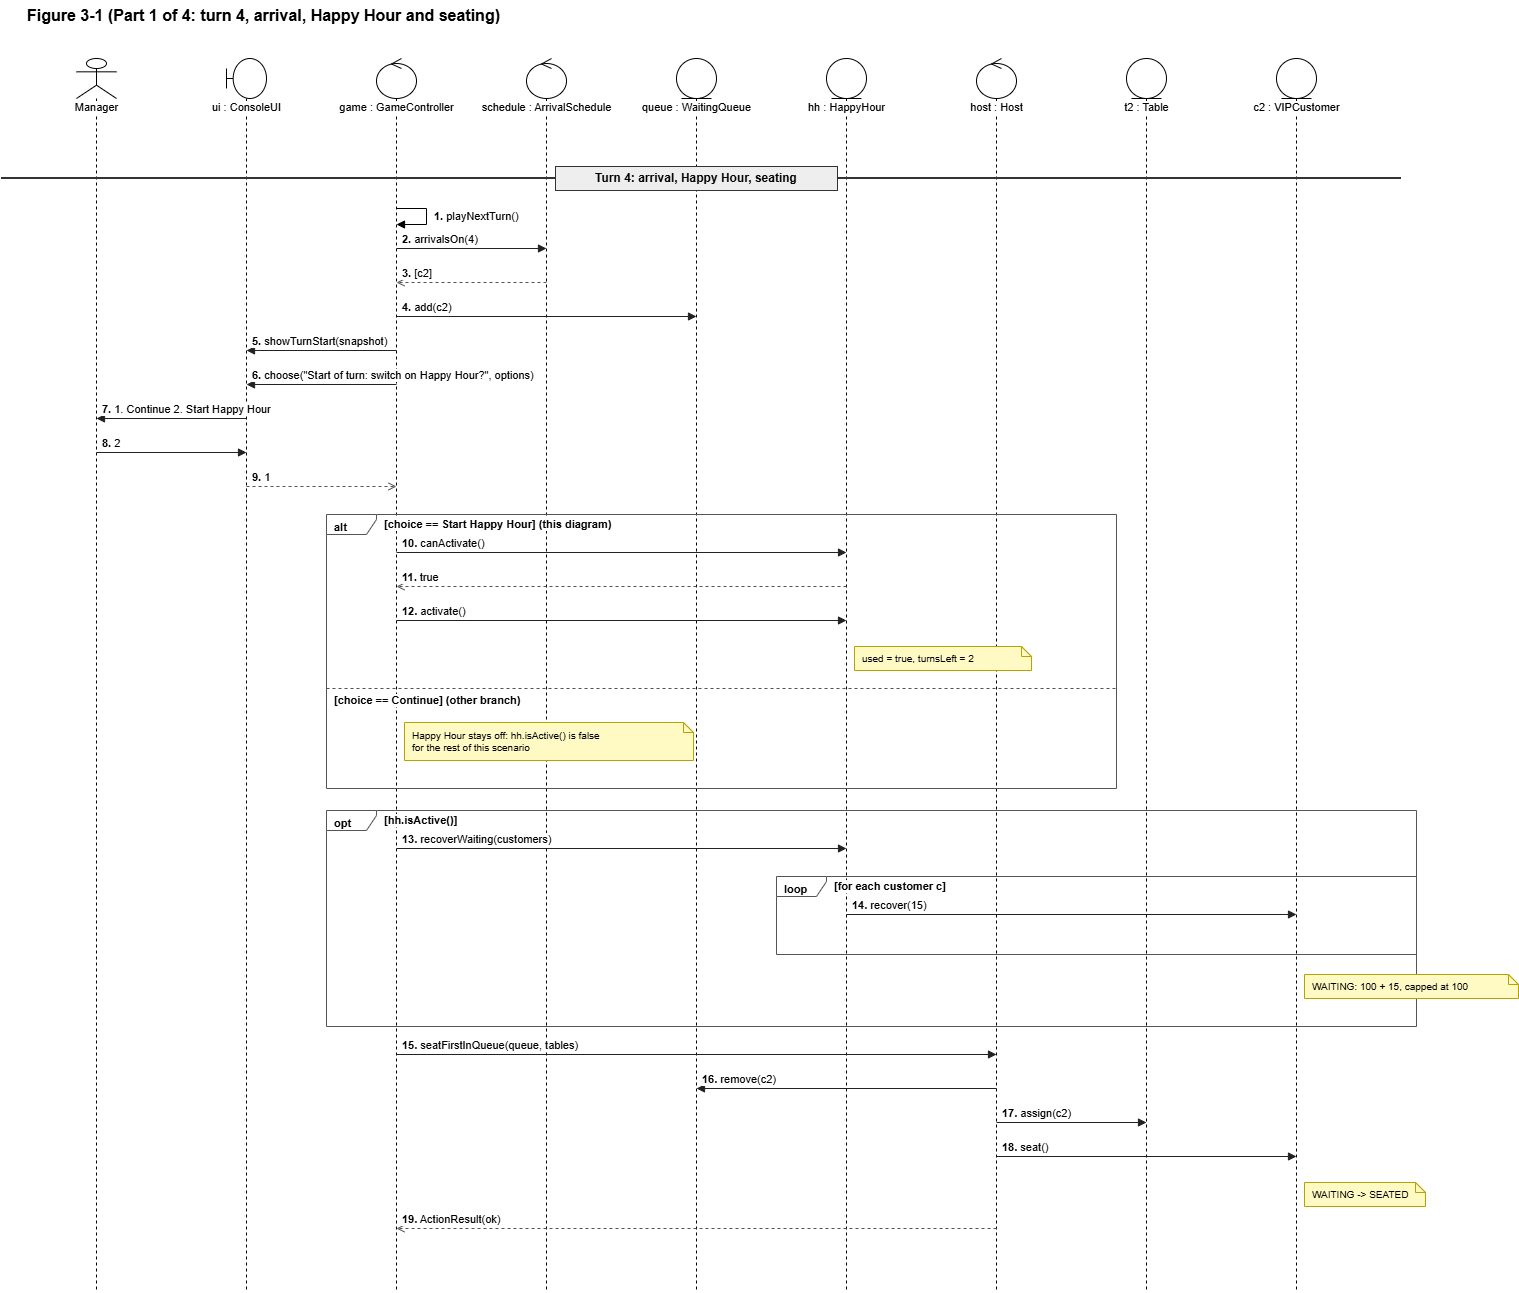 Figure 3-1 (Part 1 of 4: turn 4, arrival, Happy Hour and seating)
Manager
ui : ConsoleUI
game : GameController
schedule : ArrivalSchedule
queue : WaitingQueue
hh : HappyHour
host : Host
t2 : Table
c2 : VIPCustomer
Turn 4: arrival, Happy Hour, seating
1. playNextTurn()
2. arrivalsOn(4)
3. [c2]
4. add(c2)
5. showTurnStart(snapshot)
6. choose("Start of turn: switch on Happy Hour?", options)
7. 1. Continue 2. Start Happy Hour
8. 2
9. 1
alt
[choice == Start Happy Hour] (this diagram)
10. canActivate()
11. true
12. activate()
used = true, turnsLeft = 2
[choice == Continue] (other branch)
Happy Hour stays off: hh.isActive() is false
for the rest of this scenario
opt
[hh.isActive()]
13. recoverWaiting(customers)
loop
[for each customer c]
14. recover(15)
WAITING: 100 + 15, capped at 100
15. seatFirstInQueue(queue, tables)
16. remove(c2)
17. assign(c2)
18. seat()
WAITING -> SEATED
19. ActionResult(ok)